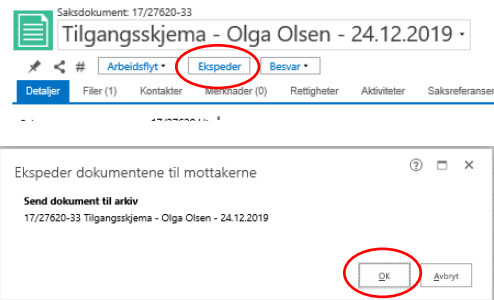 Saksdokument: 17/27620-33
Tilgangsskjema - Olga Olsen - 24.12.2019
# Arbeidsflyt Ekspeder Besvar
Detaljer Filer (1) Kontakter Merknader (0) Rettigheter Aktiviteter Saksreferanser
Ekspeder dokumentene til mottakerne
Send dokument til arkiv
17/27620-33 Tilgangsskjema - Olga Olsen - 24.12.2019
OK Avbryt